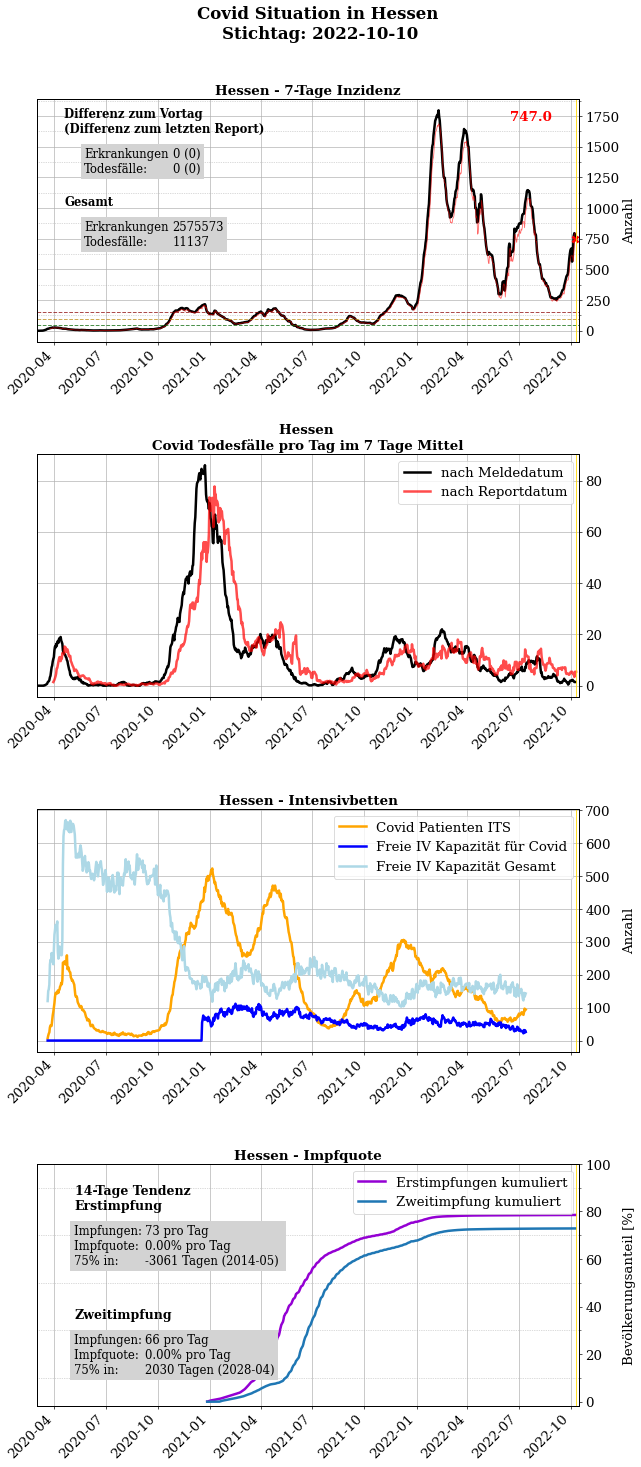 Covid Situation in Hessen
Stichtag: 2022-10-10
Hessen - 7-Tage Inzidenz
Differenz zum Vortag
(Differenz zum letzten Report)
Erkrankungen 0 (0)
Todesfälle: 0 (0)
Gesamt
Erkrankungen 2575573
Todesfälle: 11137
747.0
1750
1500
1250
1000
750
500
250
0
Anzahl
2020-04
2020-07
2020-10
2021-01
2021-04
2021-07
2021-10
2022-01
2022-04
2022-07
2022-10
Hessen
Covid Todesfälle pro Tag im 7 Tage Mittel
nach Meldedatum
nach Reportdatum
80
60
40
20
0
2020-04
2020-07
2020-10
2021-01
2021-04
2021-07
2021-10
2022-01
2022-04
2022-07
2022-10
Hessen - Intensivbetten
Covid Patienten ITS
Freie IV Kapazität für Covid
Freie IV Kapazität Gesamt
700
600
500
400
300
200
100
0
Anzahl
2020-04
2020-07
2020-10
2021-01
2021-04
2021-07
2021-10
2022-01
2022-04
2022-07
2022-10
Hessen - Impfquote
14-Tage Tendenz
Erstimpfung
Impfungen: 73 pro Tag
Impfquote: 0.00% pro Tag
75% in: -3061 Tagen (2014-05)
Zweitimpfung
Impfungen: 66 pro Tag
Impfquote: 0.00% pro Tag
75% in: 2030 Tagen (2028-04)
Erstimpfungen kumuliert
Zweitimpfung kumuliert
100
80
60
40
20
0
Bevölkerungsanteil [%]
2020-04
2020-07
2020-10
2021-01
2021-04
2021-07
2021-10
2022-01
2022-04
2022-07
2022-10